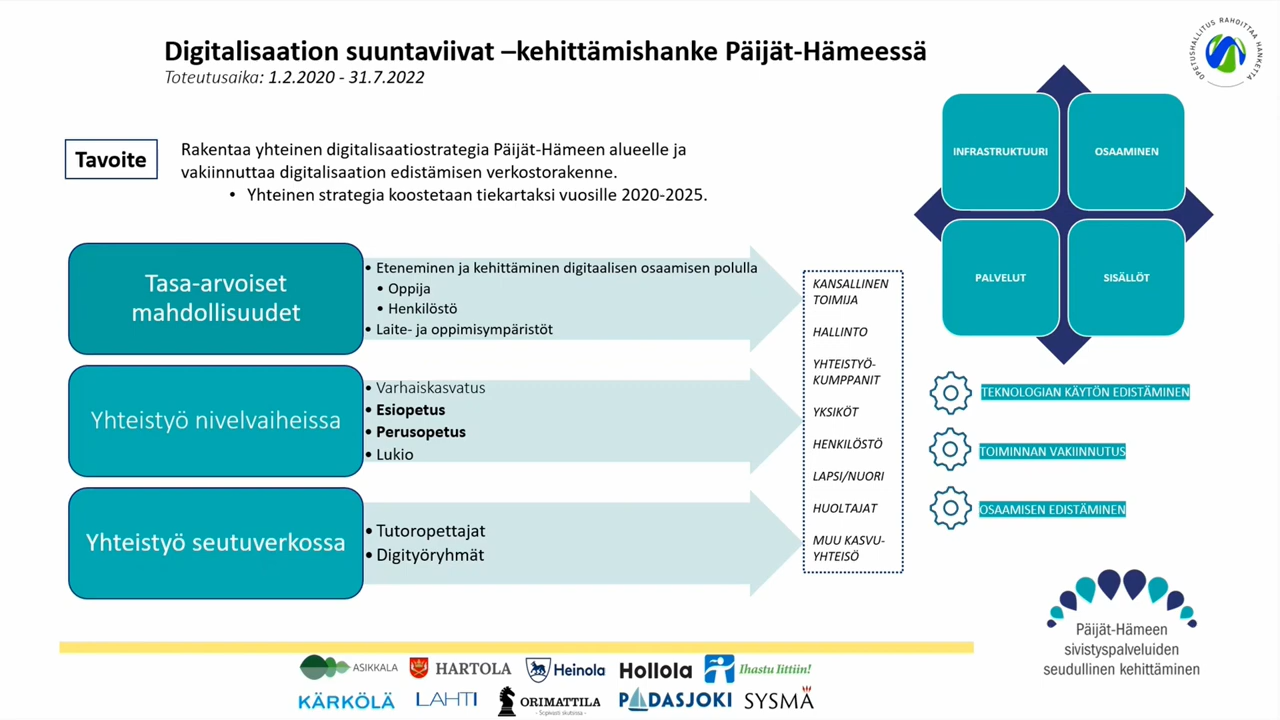 Digitalisaation suuntaviivat –kehittämishanke Päijät-Hämeessä
Toteutusaika: 1.2.2020 - 31.7.2022
OPETUSHALLITUS RAHOITTAA HANKETTA
Tavoite
Rakentaa yhteinen digitalisaatiostrategia Päijät-Hämeen alueelle ja
vakiinnuttaa digitalisaation edistämisen verkostorakenne.
• Yhteinen strategia koostetaan tiekartaksi vuosille 2020-2025.
Tasa-arvoiset
mahdollisuudet
• Eteneminen ja kehittäminen digitaalisen osaamisen polulla
• Oppija
• Henkilöstö
• Laite- ja oppimisympäristöt
Yhteistyö nivelvaiheissa
• Varhaiskasvatus
• Esiopetus
• Perusopetus
• Lukio
Yhteistyö seutuverkossa
• Tutoropettajat
• Digityöryhmät
KANSALLINEN
TOIMIJA
HALLINTO
YHTEISTYÖ-
KUMPPANIT
YKSIKÖT
HENKILÖSTÖ
LAPSI/NUORI
HUOLTAJAT
MUU KASVU-
YHTEISÖ
INFRASTRUKTUURI
OSAAMINEN
PALVELUT
SISÄLLÖT
TEKNOLOGIAN KÄYTÖN EDISTÄMINEN
TOIMINNAN VAKIINNUTUS
OSAAMISEN EDISTÄMINEN
Päijät-Hämeen
sivistyspalveluiden
seudullinen kehittäminen
ASIKKALA
HARTOLA
Heinola
Hollola
Ihastu Iittiin!
KÄRKÖLÄ
LAHTI
ORIMATTILA
PADASJOKI
SYSMÄ